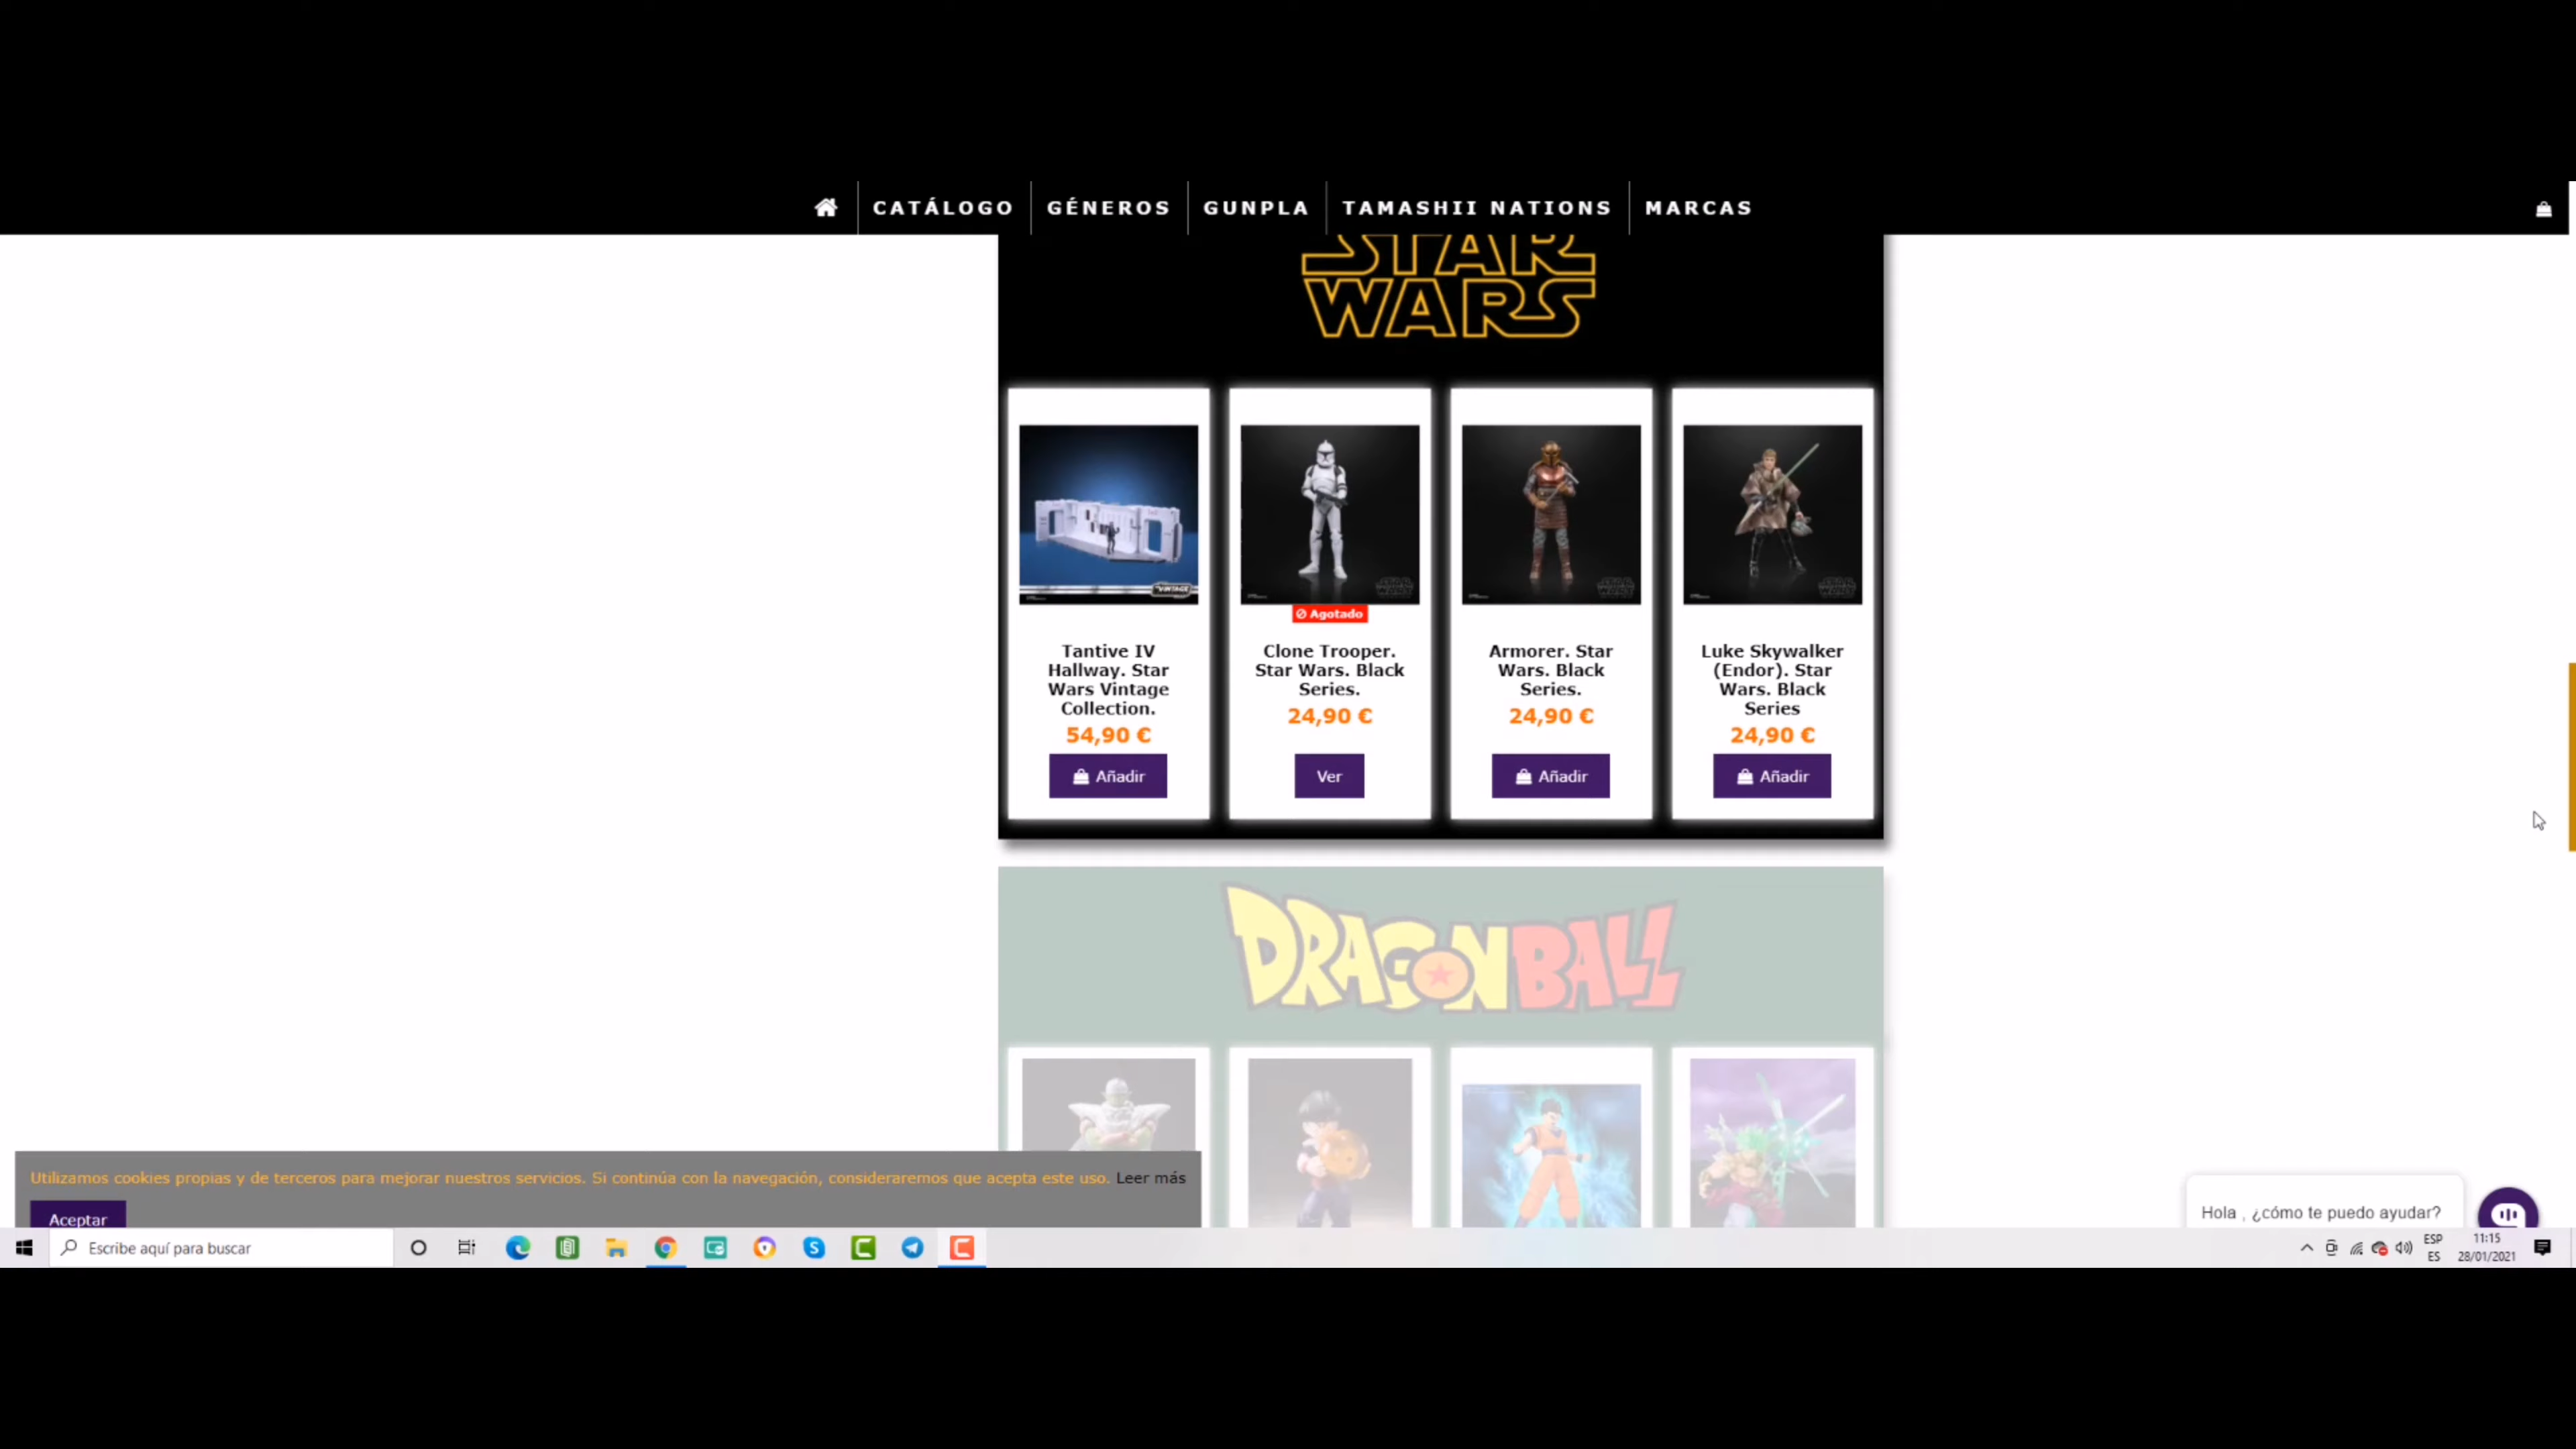 CATÁLOGO GÉNEROS GUNPLA TAMASHII NATIONS MARCAS
STAR
WARS
VINTAGE
Agotado
Tantive IV
Hallway. Star
Wars Vintage
Collection.
54,90 €
Añadir
Clone Trooper.
Star Wars. Black
Series.
24,90 €
Ver
Armorer. Star
Wars. Black
Series.
24,90 €
Añadir
Luke Skywalker
(Endor). Star
Wars. Black
Series
24,90 €
Añadir
DRAGON BALL
Utilizamos cookies propias y de terceros para mejorar nuestros servicios. Si continúa con la navegación, consideraremos que acepta este uso. Leer más
Aceptar
Hola , ¿cómo te puedo ayudar?
Escribe aquí para buscar
ESP
ES
11:15
28/01/2021